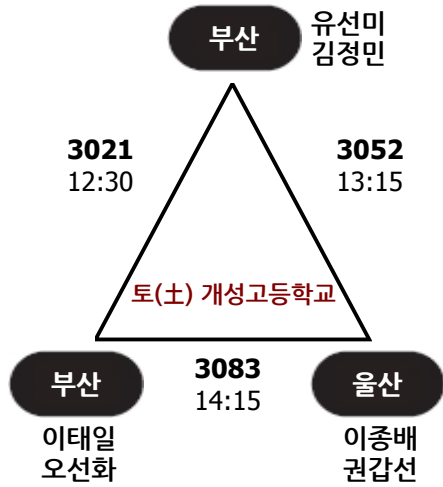 부산
유선미
김정민
3021
12:30
3052
13:15
토(土) 개성고등학교
부산
3083
14:15
울산
이태일
오선화
이종배
권갑선